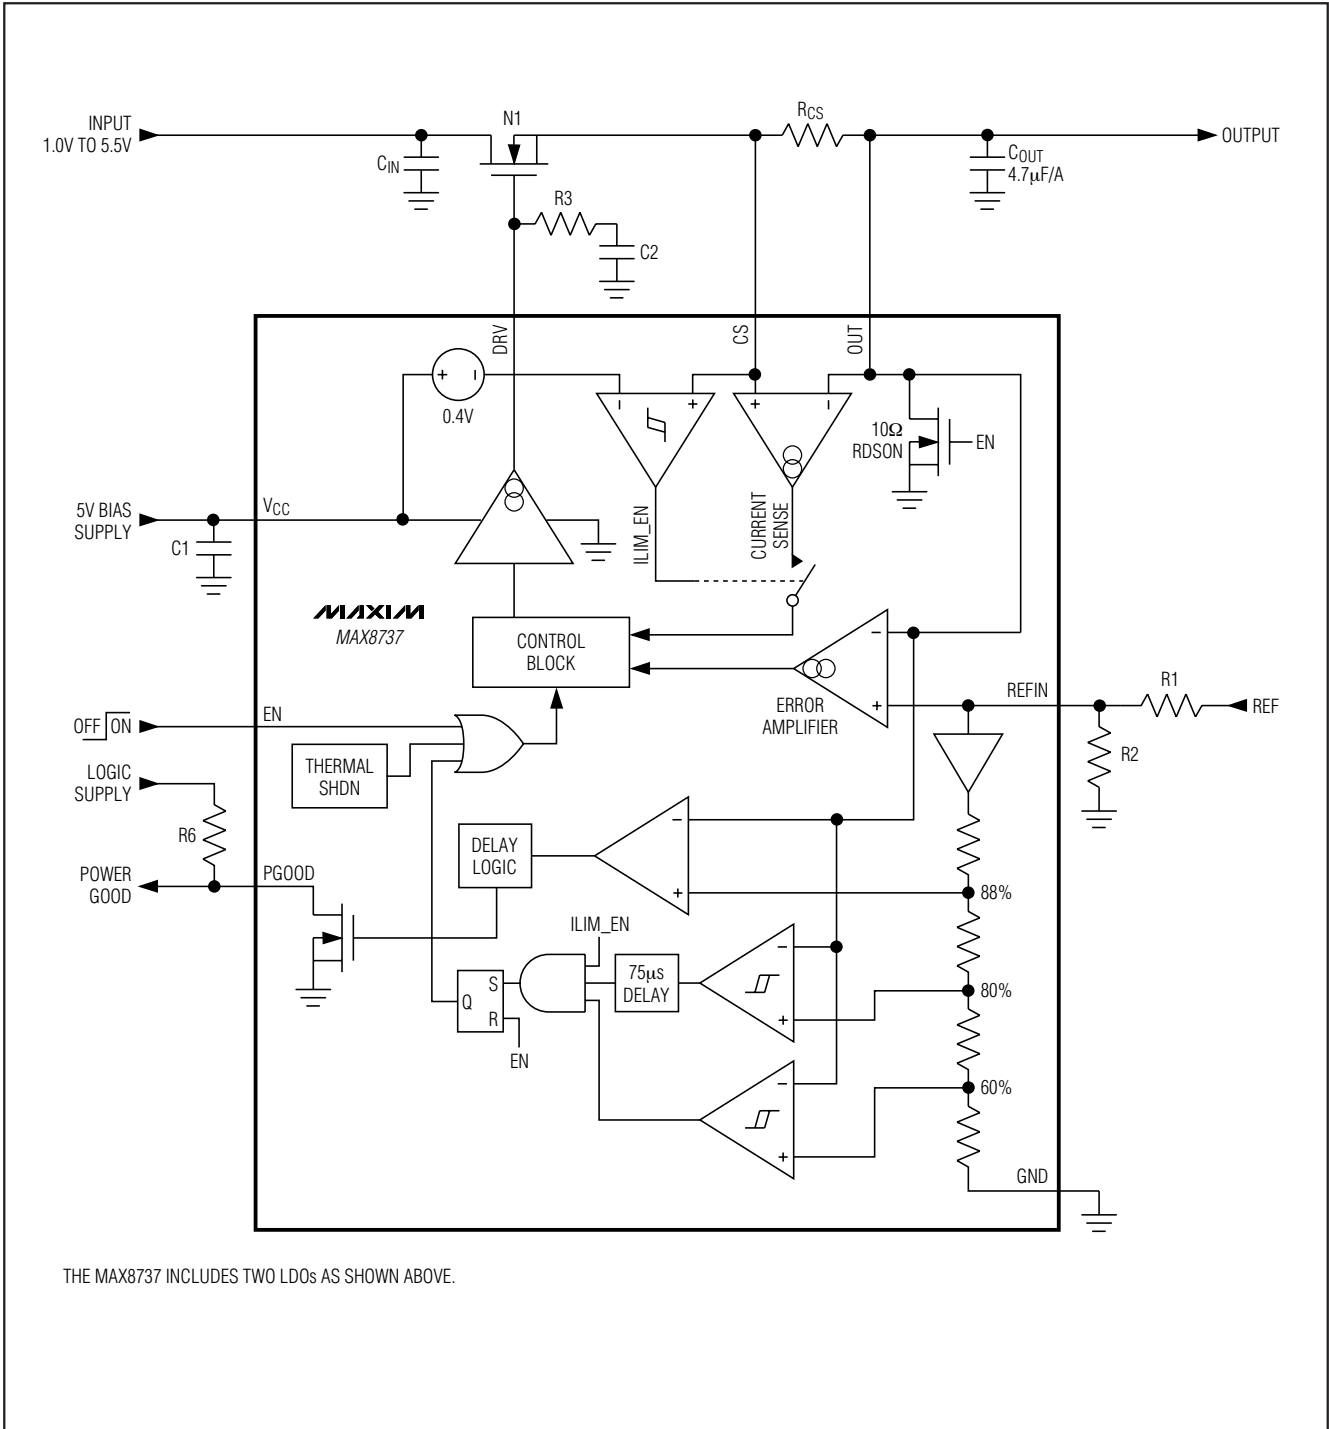 INPUT
1.0V TO 5.5V
N1
RCS
OUTPUT
CIN
COUT
4.7µF/A
R3
C2
DRV
CS
OUT
+
–
0.4V
–
+
+
–
10Ω
RDSON
EN
5V BIAS
SUPPLY
VCC
C1
ILIM_EN
CURRENT
SENSE
MAXIM
MAX8737
CONTROL
BLOCK
–
+
ERROR
AMPLIFIER
REFIN
R1
REF
R2
OFF ON
EN
THERMAL
SHDN
LOGIC
SUPPLY
R6
POWER
GOOD
PGOOD
DELAY
LOGIC
–
+
88%
ILIM_EN
75µs
DELAY
–
+
80%
S
Q
R
EN
–
+
60%
GND
THE MAX8737 INCLUDES TWO LDOs AS SHOWN ABOVE.